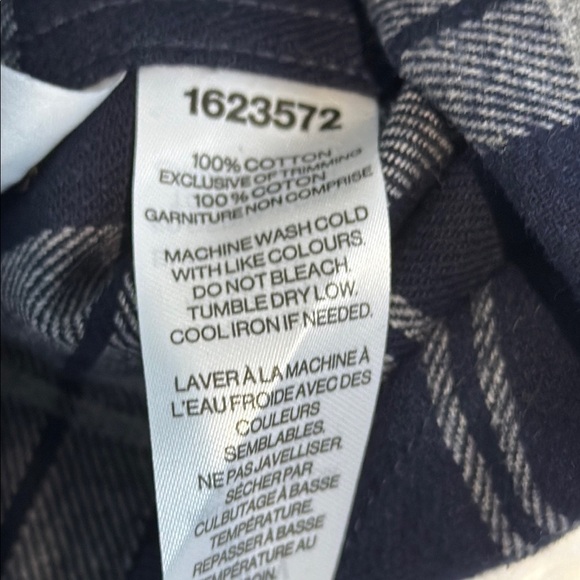 1623572
100% COTTON
EXCLUSIVE OF TRIMMING
100 % COTON
GARNITURE NON COMPRISE
MACHINE WASH COLD
WITH LIKE COLOURS.
DO NOT BLEACH.
TUMBLE DRY LOW.
COOL IRON IF NEEDED.
LAVER À LA MACHINE À
L'EAU FROIDE AVEC DES
COULEURS
SEMBLABLES.
NE PAS JAVELLISER.
SÉCHER PAR
CULBUTAGE À BASSE
TEMPÉRATURE.
REPASSER À BASSE
TEMPÉRATURE AU